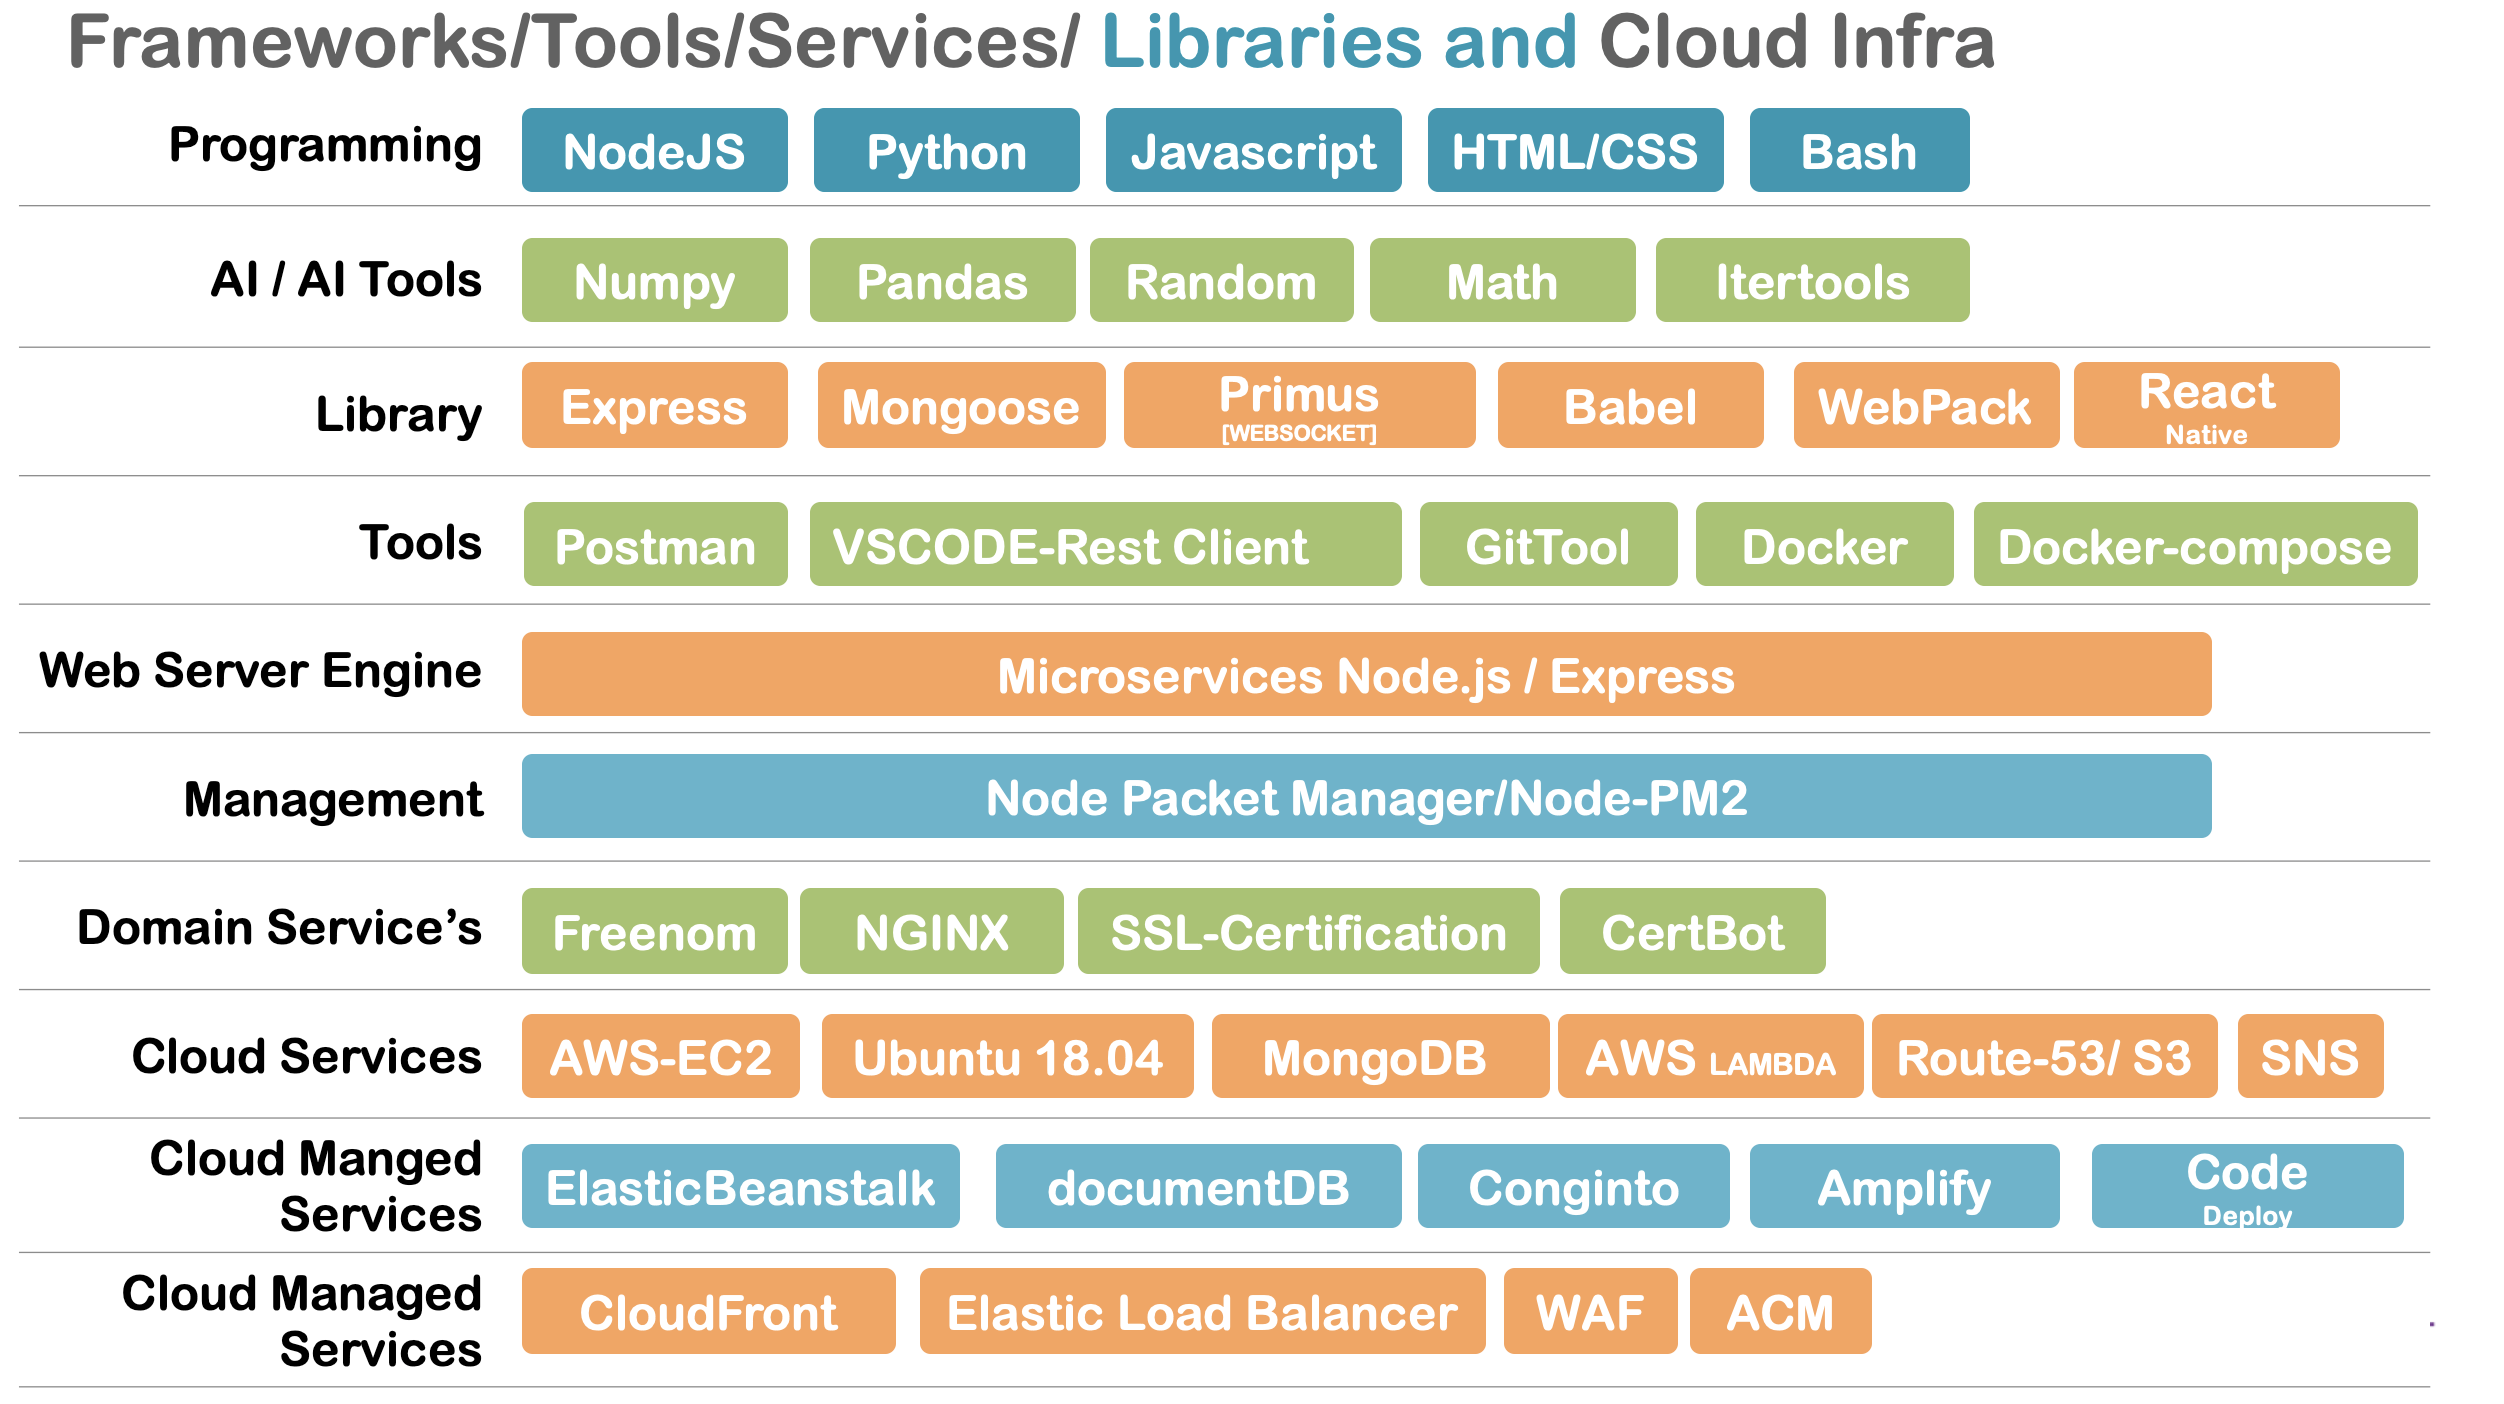 Frameworks/Tools/Services/ Libraries and Cloud Infra
Programming NodeJS Python Javascript HTML/CSS Bash
AI / AI Tools Numpy Pandas Random Math Itertools
Library Express Mongoose Primus Babel WebPack React
[WEBSOCKET] Native
Tools Postman VSCODE-Rest Client GitTool Docker Docker-compose
Web Server Engine Microservices Node.js / Express
Management Node Packet Manager/Node-PM2
Domain Service’s Freenom NGINX SSL-Certification CertBot
Cloud Services AWS-EC2 Ubuntu 18.04 MongoDB AWS LAMBDA Route-53/ S3 SNS
Cloud Manged
Services ElasticBeanstalk documentDB Conginto Amplify Code
Deploy
Cloud Managed
Services CloudFront Elastic Load Balancer WAF ACM